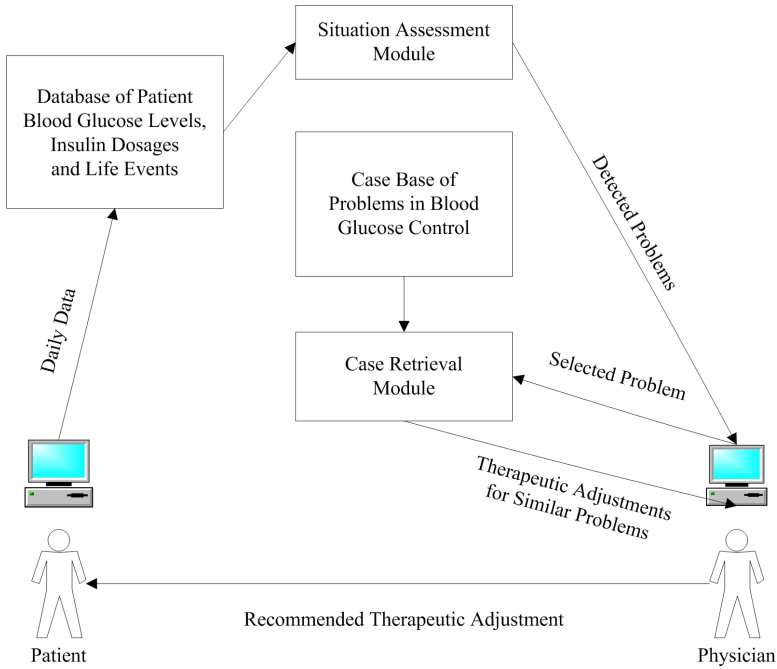 Situation Assessment
Module
Database of Patient
Blood Glucose Levels,
Insulin Dosages
and Life Events
Case Base of
Problems in Blood
Glucose Control
Detected Problems
Daily Data
Case Retrieval
Module
Selected Problem
Therapeutic Adjustments
for Similar Problems
Recommended Therapeutic Adjustment
Patient
Physician